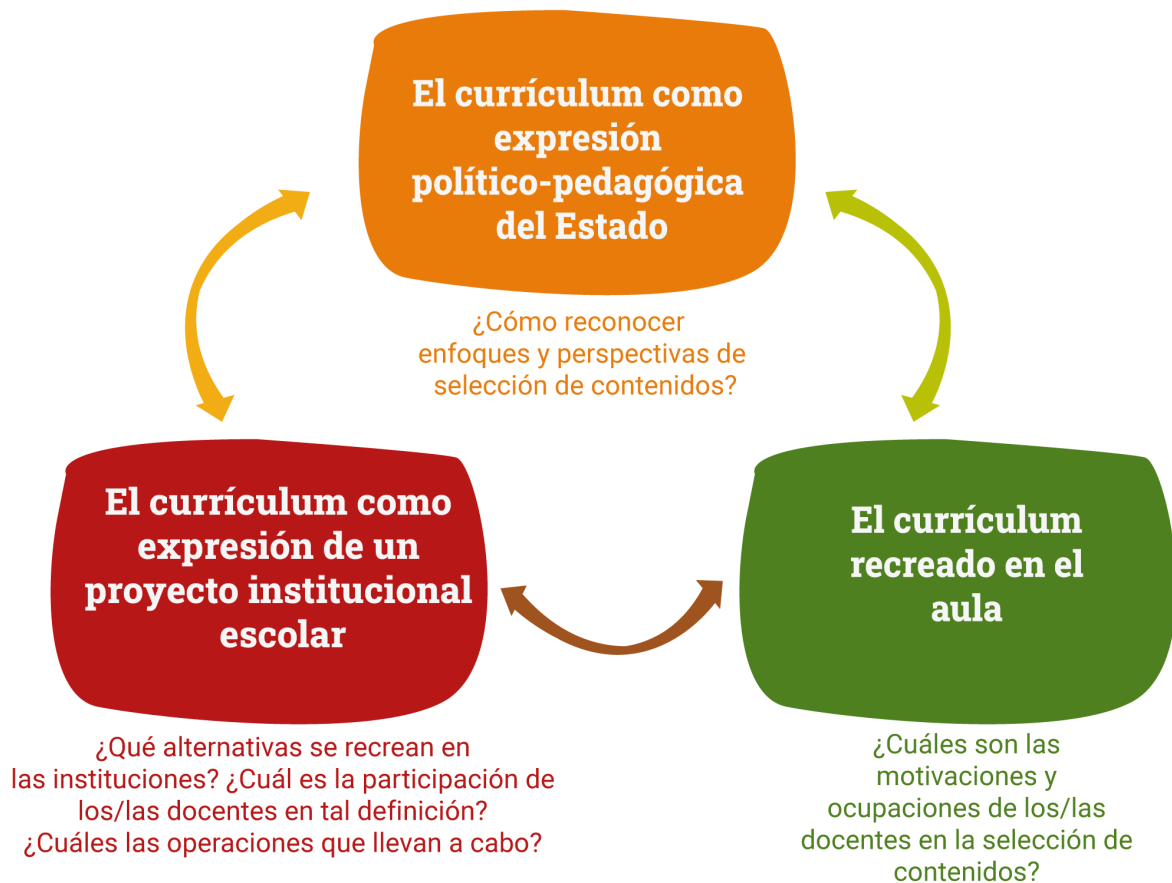 El currículum como
expresión
político-pedagógica
del Estado
¿Cómo reconocer
enfoques y perspectivas de
selección de contenidos?
El currículum como
expresión de un
proyecto institucional
escolar
¿Qué alternativas se recrean en
las instituciones? ¿Cuál es la participación de
los/las docentes en tal definición?
¿Cuáles las operaciones que llevan a cabo?
El currículum
recreado en el
aula
¿Cuáles son las
motivaciones y
ocupaciones de los/las
docentes en la selección de
contenidos?